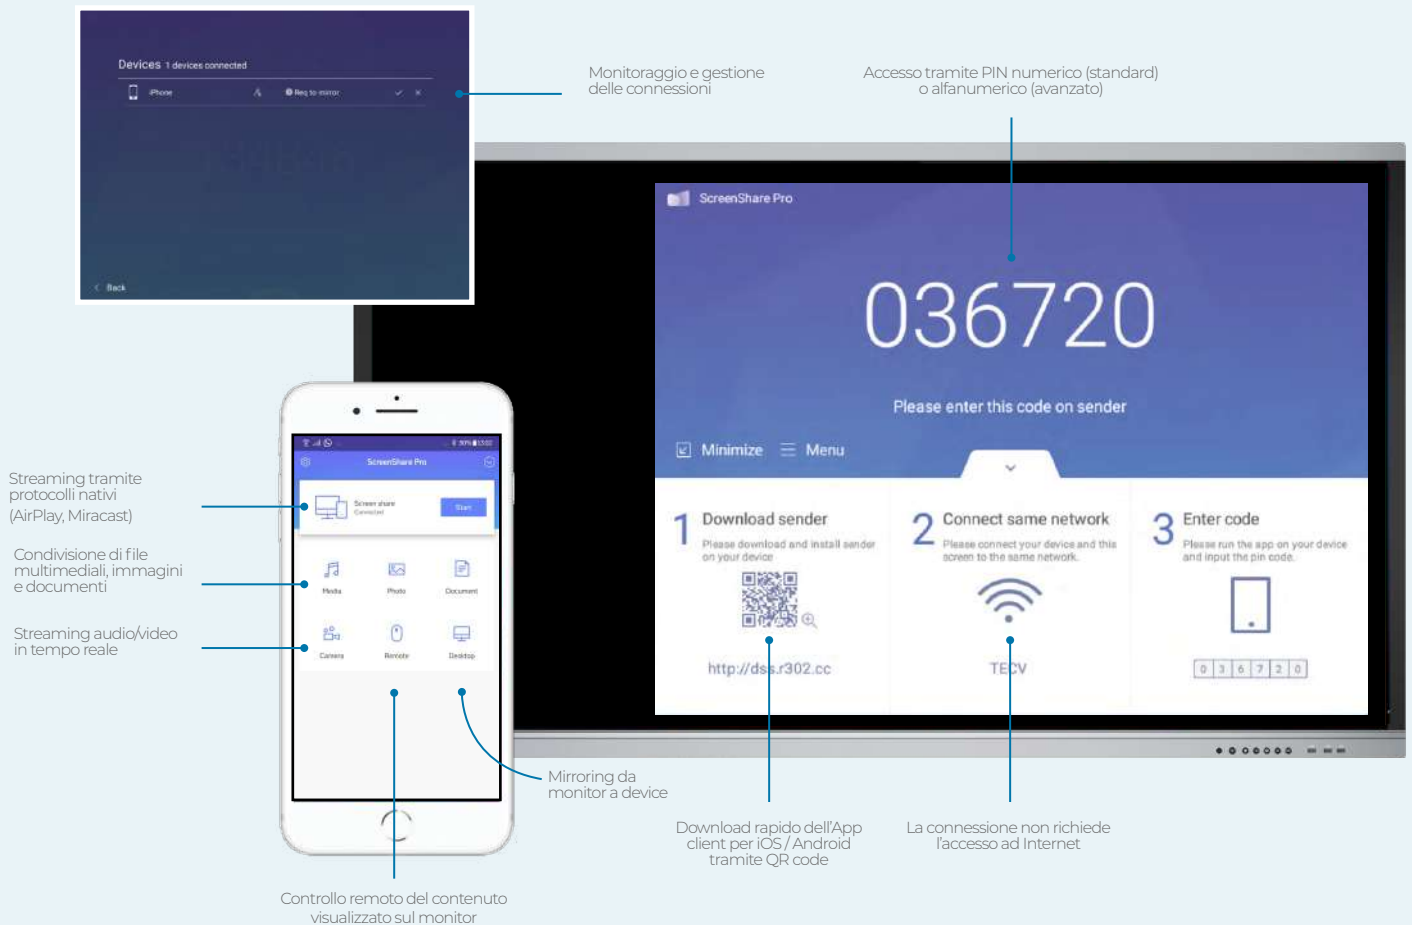 Devices 1 devices connected
iPhone
Req to mirror
Back
Monitoraggio e gestione
delle connessioni
Accesso tramite PIN numerico (standard)
o alfanumerico (avanzato)
ScreenShare Pro
036720
Please enter this code on sender
Minimize
Menu
1 Download sender
Please download and install sender
on your device
http://dss.r302.cc
2 Connect same network
Please connect your device and this
screen to the same network.
TECV
3 Enter code
Please run the app on your device
and input the pin code.
0 3 6 7 2 0
ScreenShare Pro
Screen share
Connected
Start
Media
Photo
Document
Camera
Remote
Desktop
Streaming tramite
protocolli nativi
(AirPlay, Miracast)
Condivisione di file
multimediali, immagini
e documenti
Streaming audio/video
in tempo reale
Mirroring da
monitor a device
Download rapido dell'App
client per iOS / Android
tramite QR code
La connessione non richiede
l'accesso ad Internet
Controllo remoto del contenuto
visualizzato sul monitor